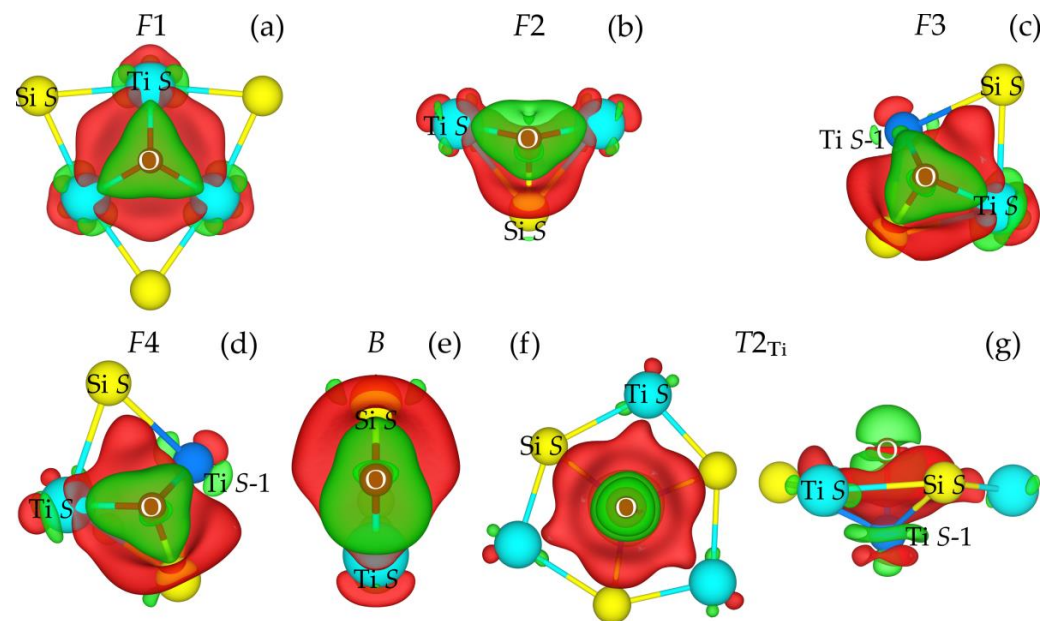 F1 (a)
Si S
Ti S
O
F2 (b)
Ti S
O
Si S
F3 (c)
Si S
Ti S-1
O
Ti S
F4 (d)
Si S
Ti S
O
Ti S-1
B (e)
Si S
O
Ti S
(f) T2Ti (g)
Ti S
Si S
O
O
Ti S
Si S
Ti S-1